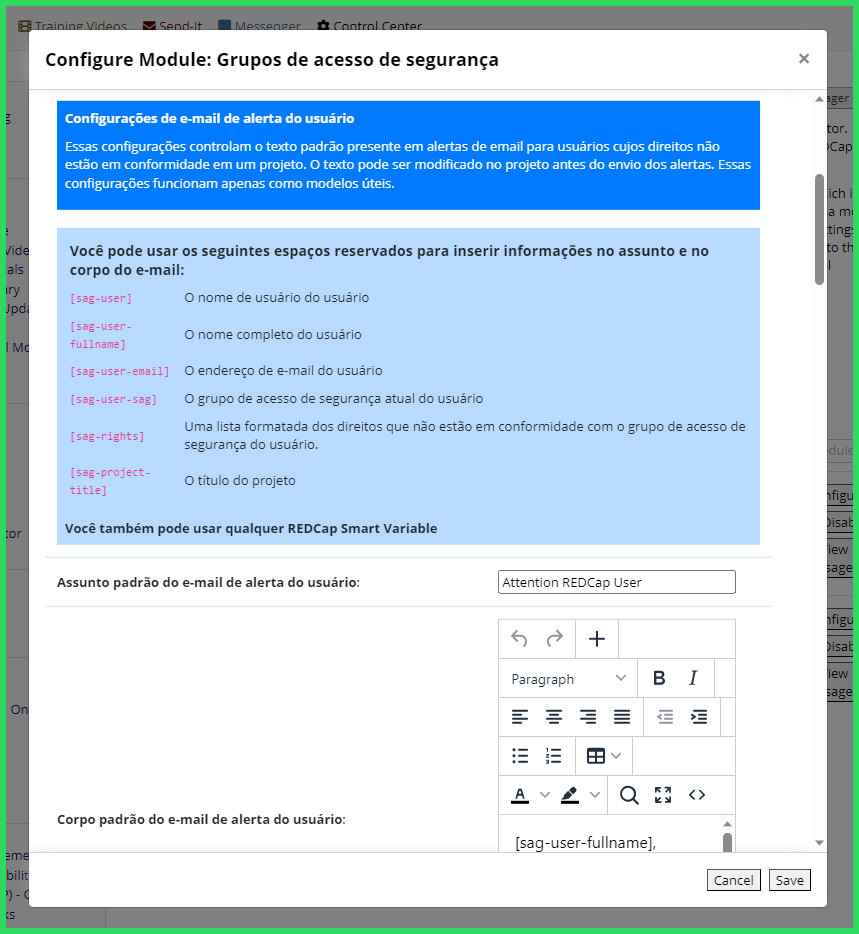 Training Videos Send-It Messenger Control Center
Configure Module: Grupos de acesso de segurança ×
Configurações de e-mail de alerta do usuário
Essas configurações controlam o texto padrão presente em alertas de email para usuários cujos direitos não
estão em conformidade em um projeto. O texto pode ser modificado no projeto antes do envio dos alertas. Essas
configurações funcionam apenas como modelos úteis.
Você pode usar os seguintes espaços reservados para inserir informações no assunto e no
corpo do e-mail:
[sag-user] O nome de usuário do usuário
[sag-user-
fullname] O nome completo do usuário
[sag-user-email] O endereço de e-mail do usuário
[sag-user-sag] O grupo de acesso de segurança atual do usuário
[sag-rights] Uma lista formatada dos direitos que não estão em conformidade com o grupo de acesso de
segurança do usuário.
[sag-project-
title] O título do projeto
Você também pode usar qualquer REDCap Smart Variable
Assunto padrão do e-mail de alerta do usuário: Attention REDCap User
Paragraph B I
A
Corpo padrão do e-mail de alerta do usuário:
[sag-user-fullname],
Cancel Save